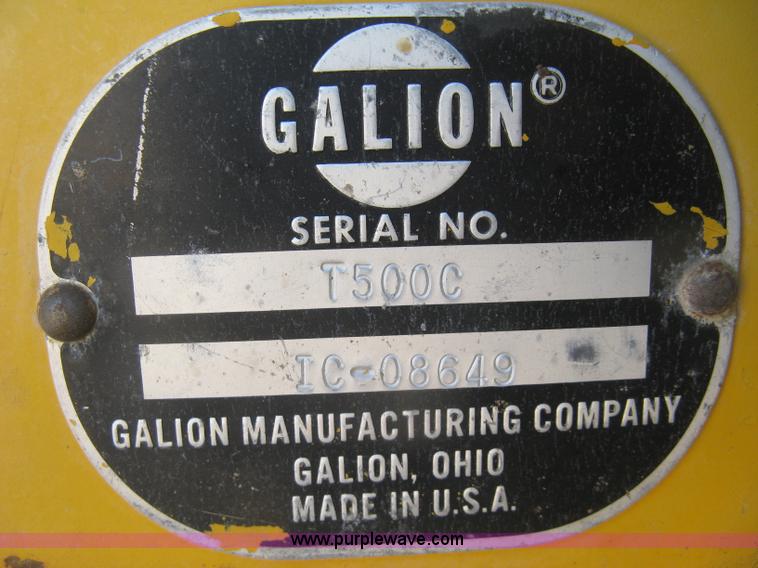 GALION®
SERIAL NO.
T500C
IC-08649
GALION MANUFACTURING COMPANY
GALION, OHIO
MADE IN U.S.A.
www.purplewave.com